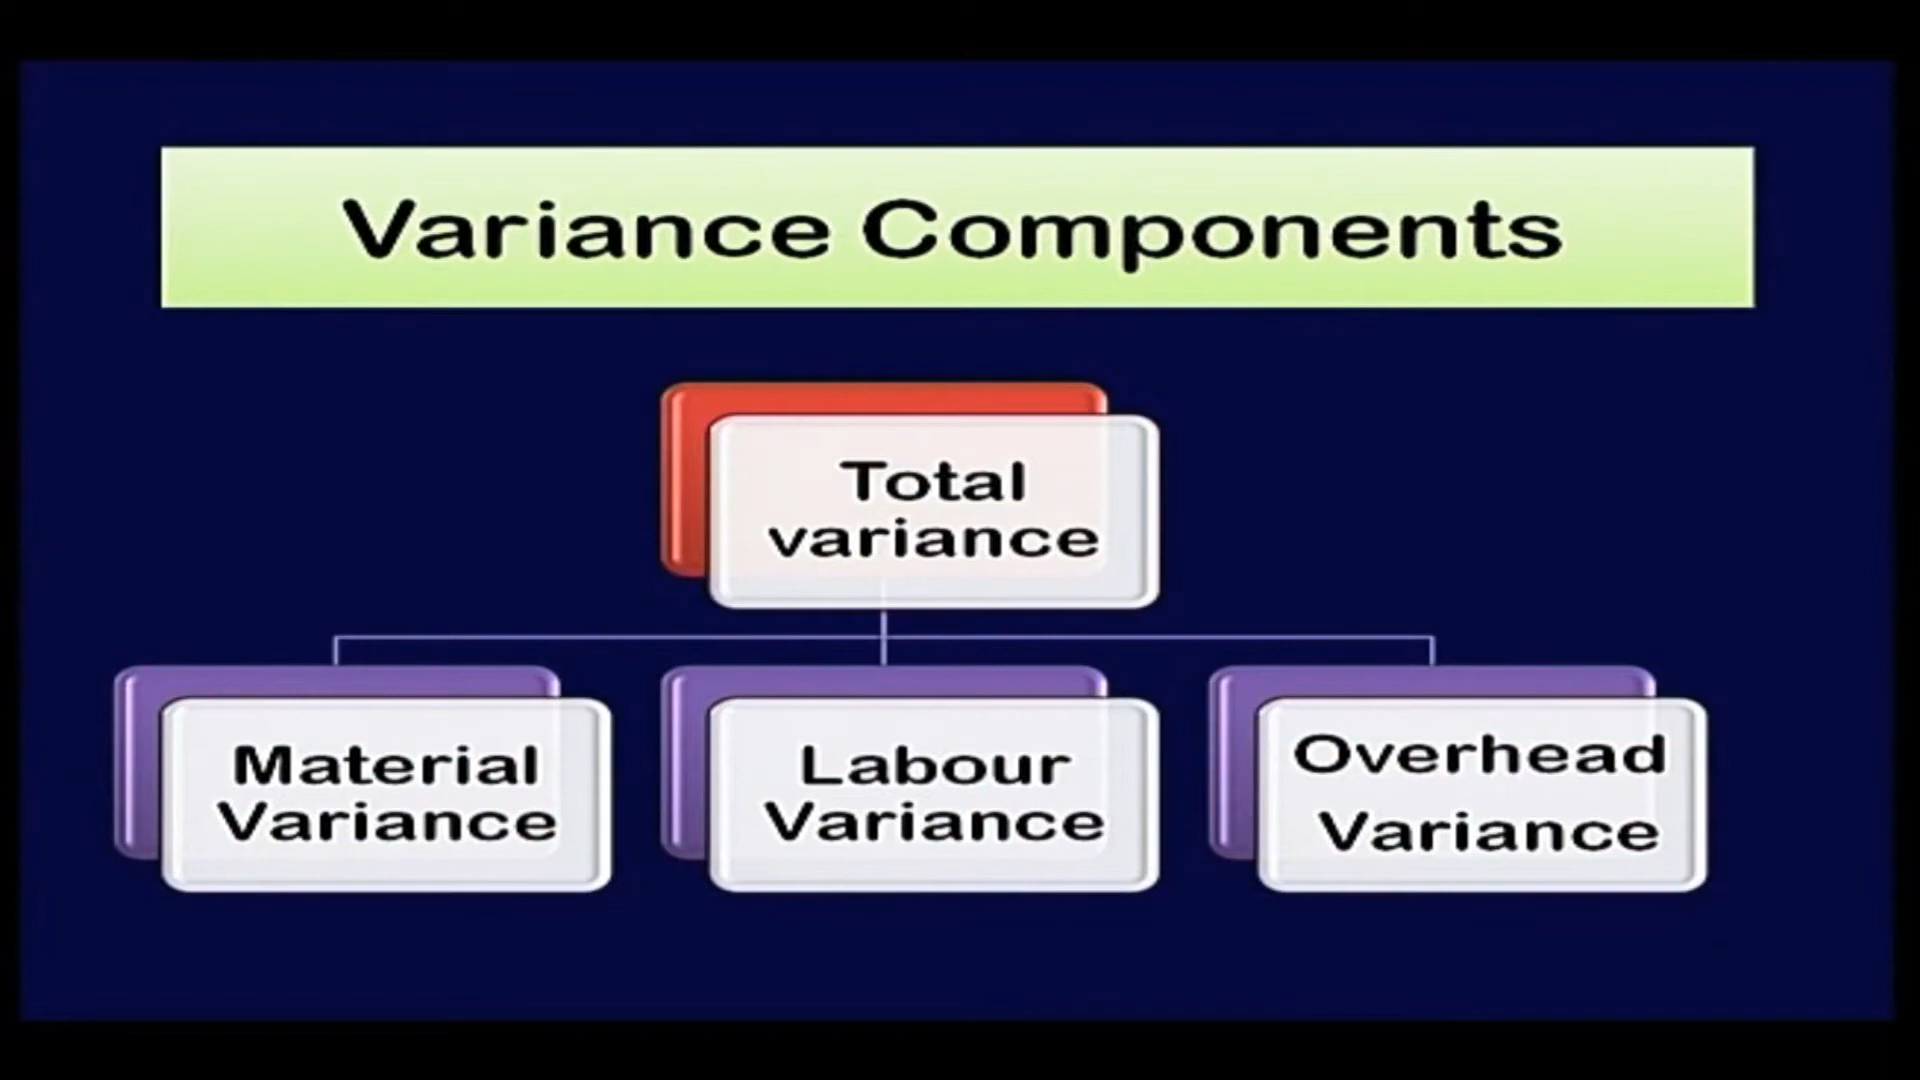 Variance Components
Total
variance
Material
Variance
Labour
Variance
Overhead
Variance